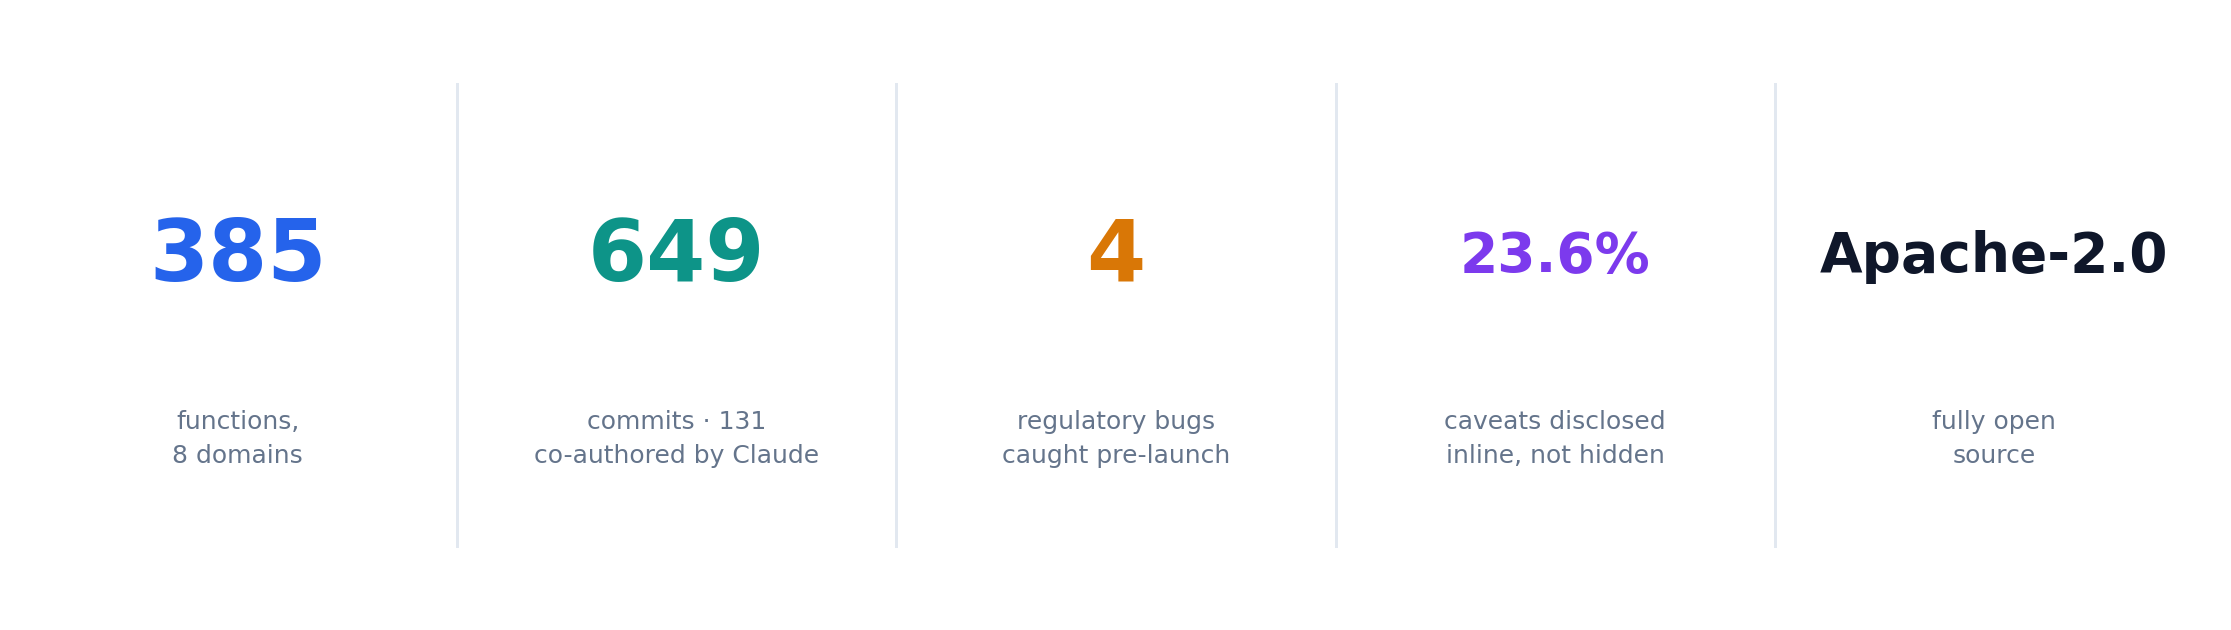 385
functions,
8 domains
649
commits · 131
co-authored by Claude
4
regulatory bugs
caught pre-launch
23.6%
caveats disclosed
inline, not hidden
Apache-2.0
fully open
source